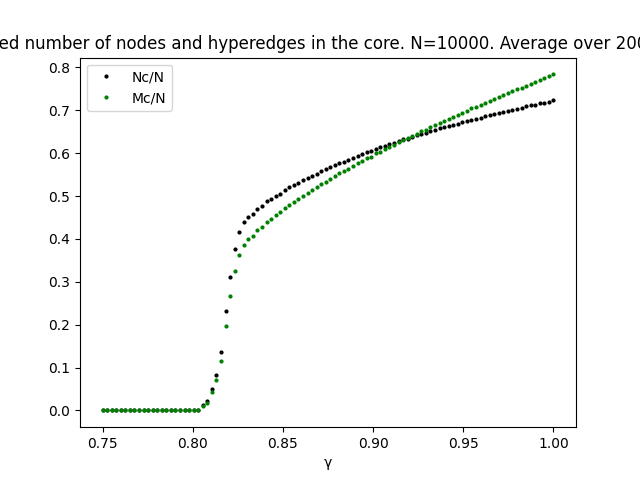 number of nodes and hyperedges in the core. N=10000. Average over
Nc/N
Mc/N
0.8
0.7
0.6
0.5
0.4
0.3
0.2
0.1
0.0
0.75 0.80 0.85 0.90 0.95 1.00
γ